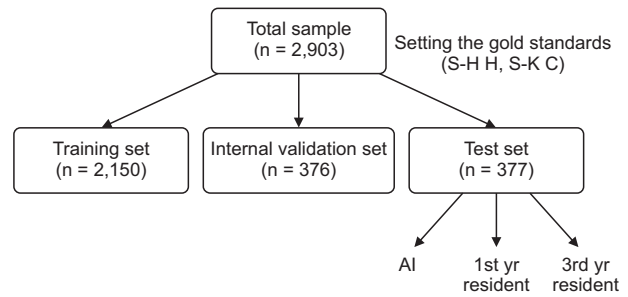 Total sample
(n = 2,903)
Setting the gold standards
(S-H H, S-K C)
Training set
(n = 2,150)
Internal validation set
(n = 376)
Test set
(n = 377)
AI
1st yr
resident
3rd yr
resident